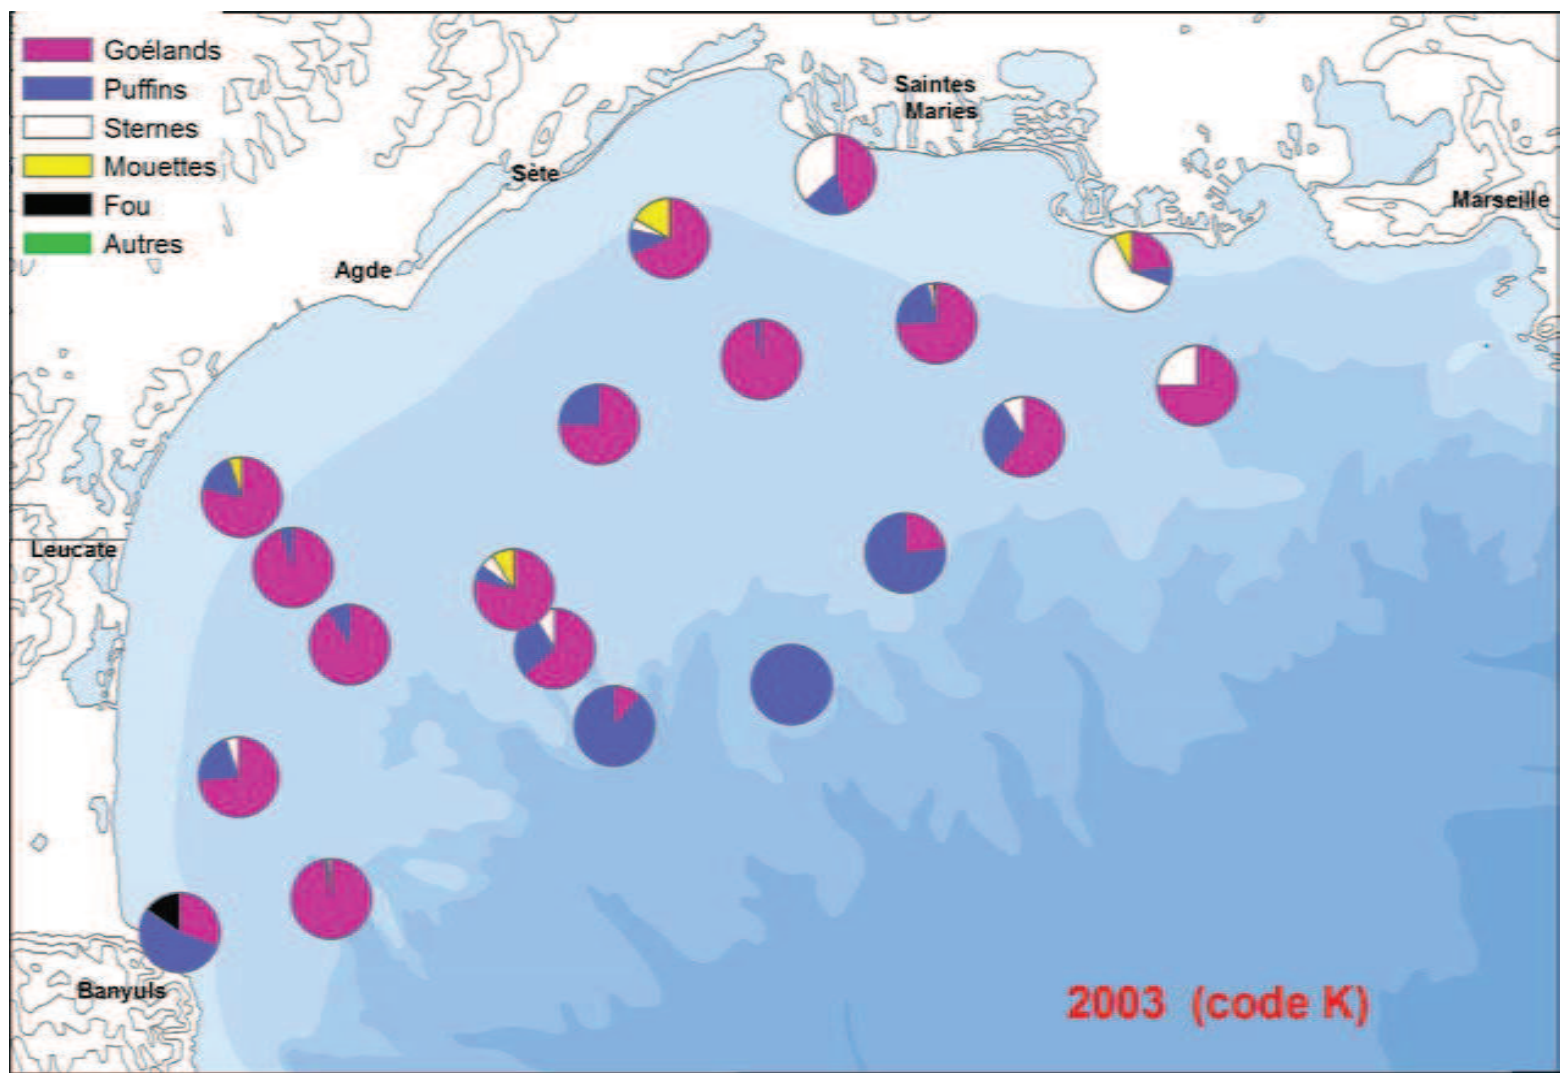 Goélands
Puffins
Sternes
Mouettes
Fou
Autres
Saintes
Maries
Sète
Marseille
Agde
Leucate
Banyuls
2003 (code K)